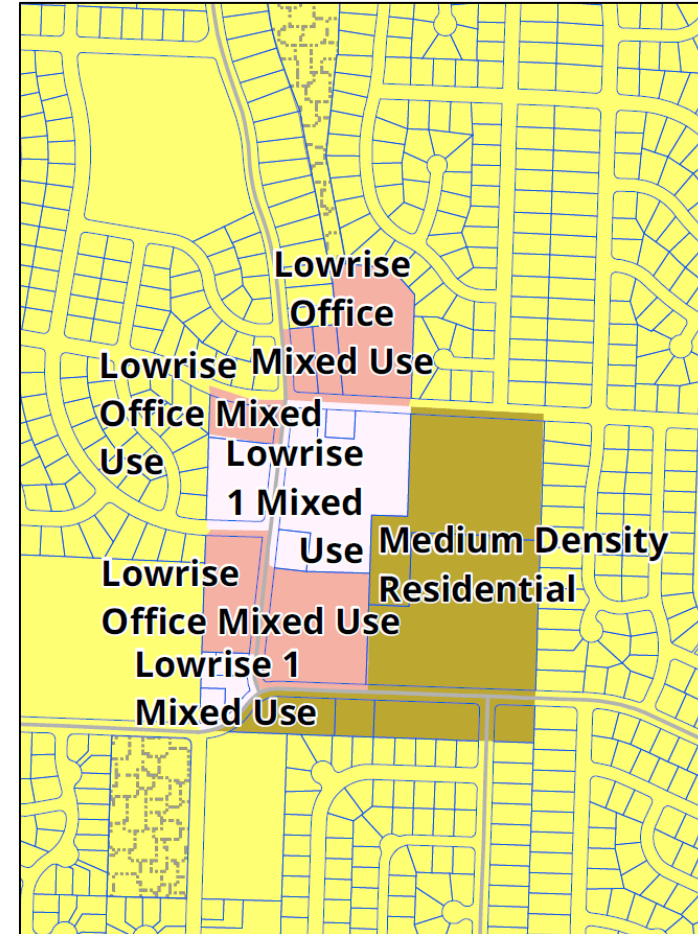 Lowrise
Office
Mixed Use
Lowrise
Office Mixed
Use
Lowrise
1 Mixed
Use
Medium Density
Residential
Lowrise
Office Mixed Use
Lowrise 1
Mixed Use